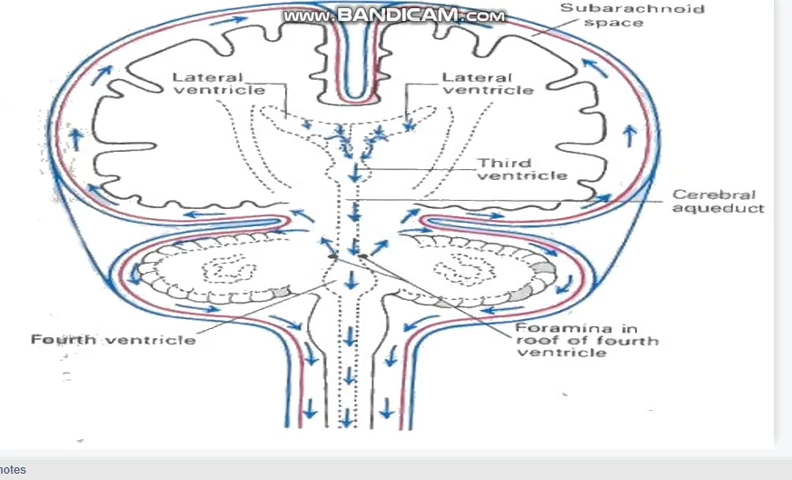 www.BANDICAM.com
Subarachnoid
space
Lateral
ventricle
Lateral
ventricle
Third
ventricle
Cerebral
aqueduct
Fourth ventricle
Foramina in
roof of fourth
ventricle
notes